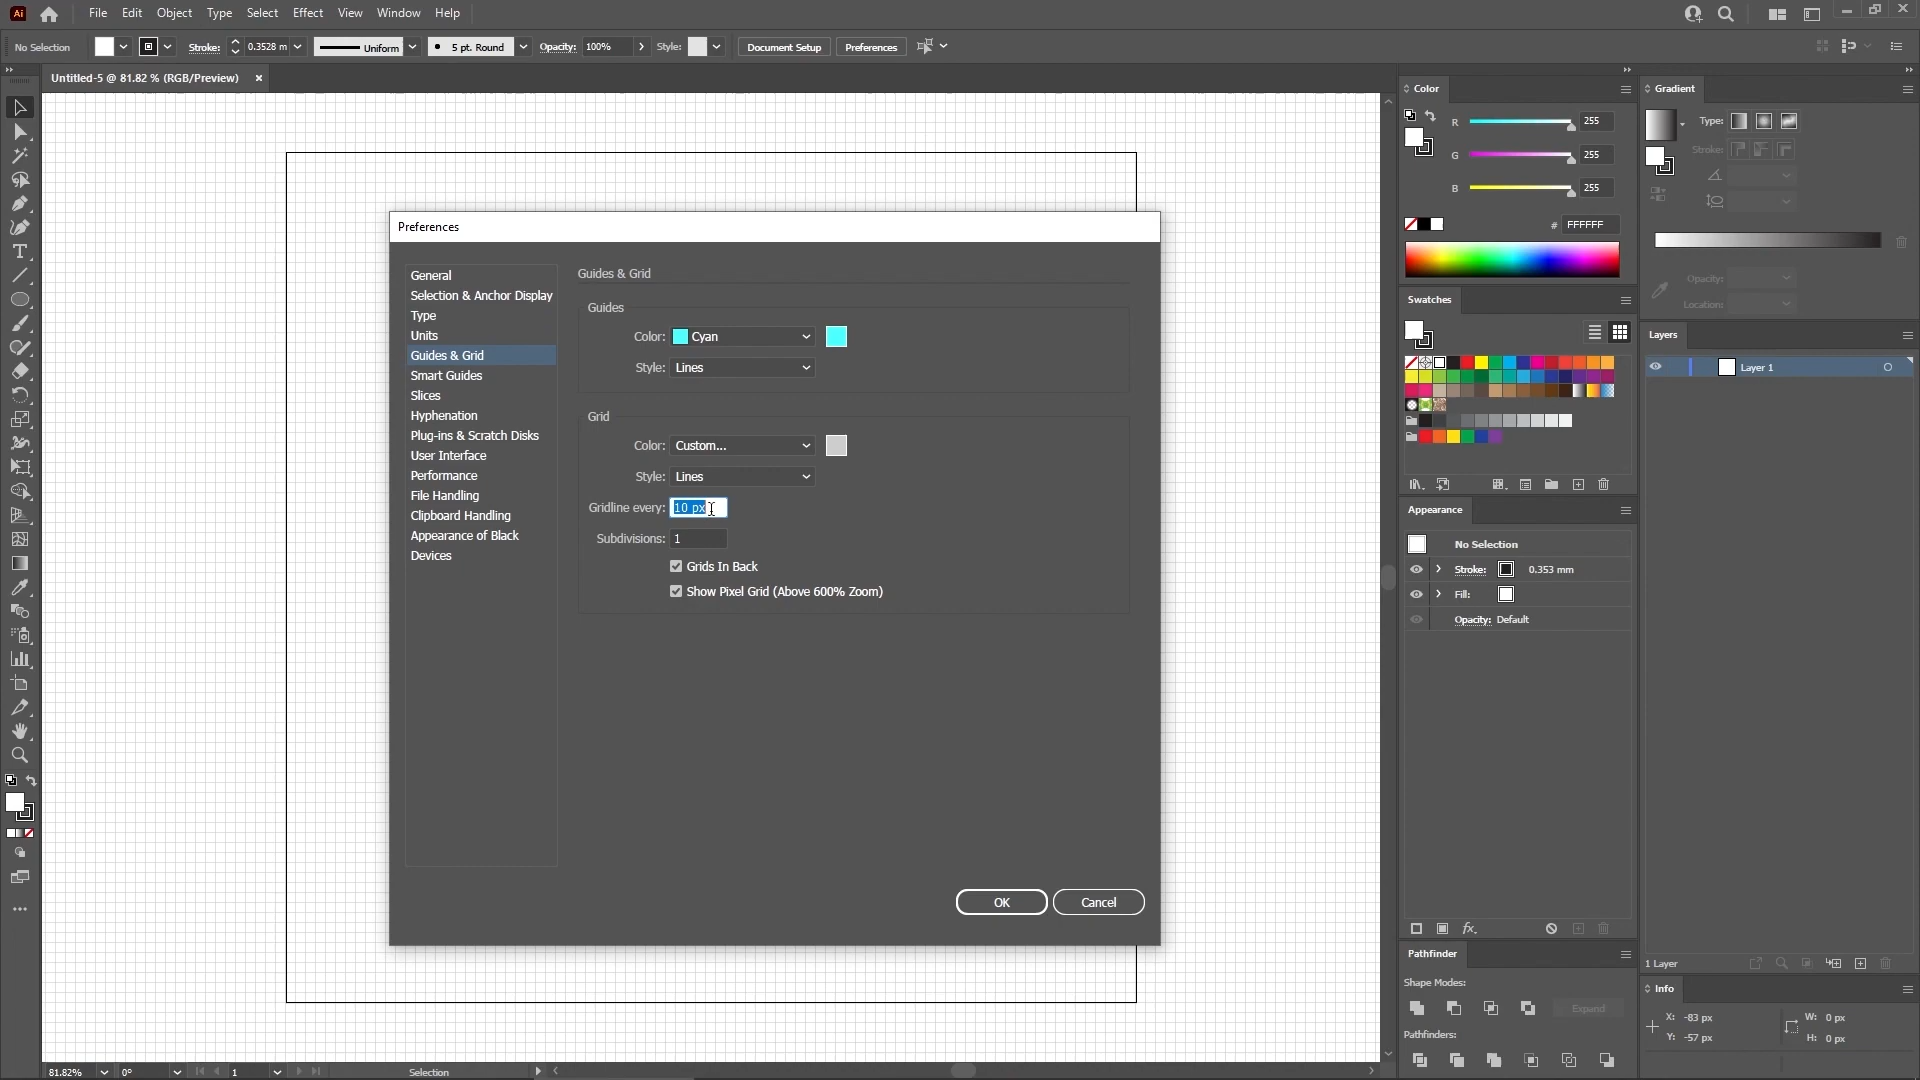 Ai File Edit Object Type Select Effect View Window Help
No Selection Stroke: 0.3528 m Uniform 5 pt. Round Opacity: 100% Style: Document Setup Preferences
Untitled-5 @ 81.82 % (RGB/Preview)
Preferences
General
Selection & Anchor Display
Type
Units
Guides & Grid
Smart Guides
Slices
Hyphenation
Plug-ins & Scratch Disks
User Interface
Performance
File Handling
Clipboard Handling
Appearance of Black
Devices
Guides & Grid
Guides
Color: Cyan
Style: Lines
Grid
Color: Custom...
Style: Lines
Gridline every: 10 px
Subdivisions: 1
Grids In Back
Show Pixel Grid (Above 600% Zoom)
OK Cancel
Color
R 255
G 255
B 255
# FFFFFF
Swatches
Appearance
No Selection
Stroke: 0.353 mm
Fill:
Opacity: Default
fx
Pathfinder
Shape Modes:
Expand
Pathfinders:
Gradient
Type:
Stroke:
Opacity:
Location:
Layers
Layer 1
1 Layer
Info
X: -83 px
Y: -57 px
W: 0 px
H: 0 px
81.82% 0° 1 Selection